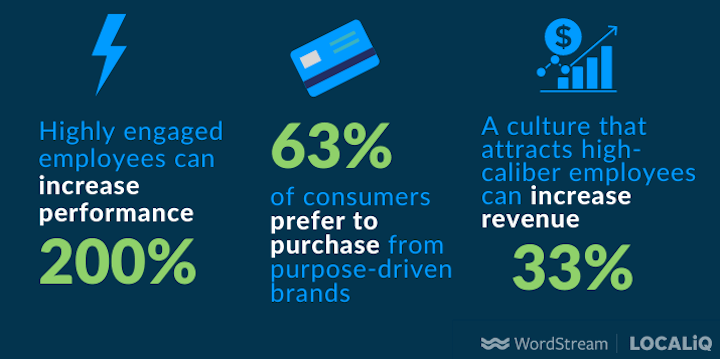 Highly engaged
employees can
increase
performance
200%
63%
of consumers
prefer to
purchase from
purpose-driven
brands
A culture that
attracts high-
caliber employees
can increase
revenue
33%
WordStream | LOCALiQ